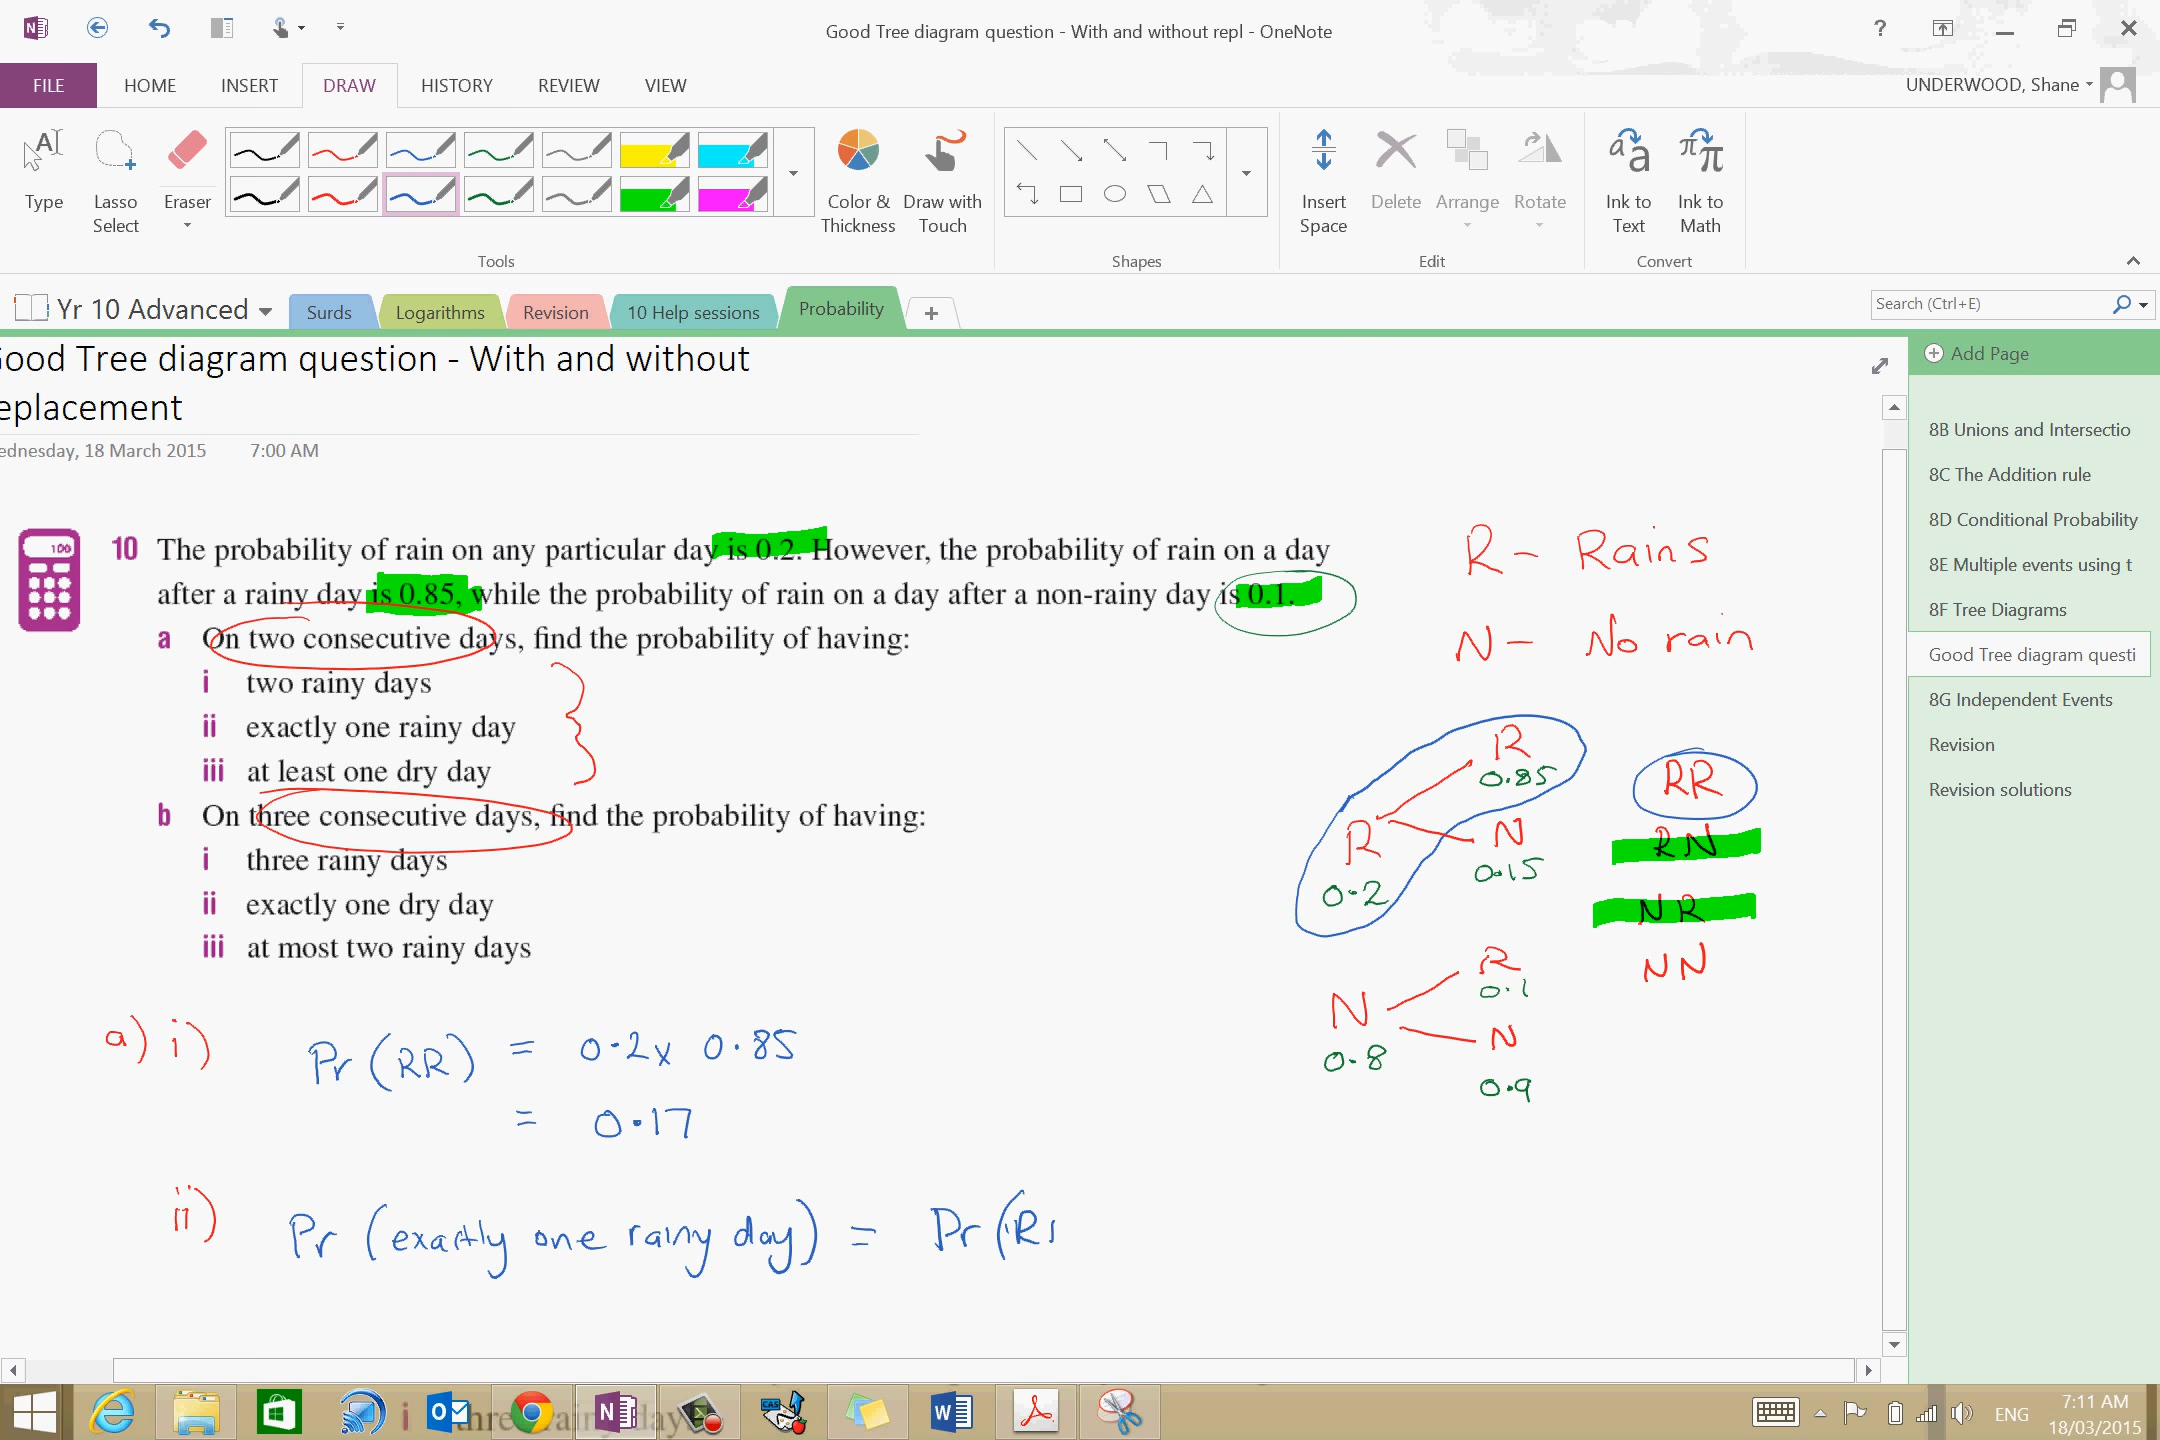 Good Tree diagram question - With and without repl - OneNote
?
FILE HOME INSERT DRAW HISTORY REVIEW VIEW
UNDERWOOD, Shane
Type
Lasso Select
Eraser
Color & Thickness
Draw with Touch
Insert Space
Delete
Arrange
Rotate
Ink to Text
Ink to Math
Tools
Shapes
Edit
Convert
Yr 10 Advanced
Surds
Logarithms
Revision
10 Help sessions
Probability
+
Search (Ctrl+E)
ood Tree diagram question - With and without
eplacement
ednesday, 18 March 2015 7:00 AM
10 The probability of rain on any particular day is 0.2. However, the probability of rain on a day
after a rainy day is 0.85, while the probability of rain on a day after a non-rainy day is 0.1.
a On two consecutive days, find the probability of having:
i two rainy days
ii exactly one rainy day
iii at least one dry day
b On three consecutive days, find the probability of having:
i three rainy days
ii exactly one dry day
iii at most two rainy days
R - Rains
N - No rain
R
0.85
R
N
0.2
0.15
R
0.1
N
N
0.8
0.9
RR
RN
NR
NN
a) i) Pr (RR) = 0.2 x 0.85
= 0.17
ii) Pr (exactly one rainy day) = Pr (R
Add Page
8B Unions and Intersectio
8C The Addition rule
8D Conditional Probability
8E Multiple events using t
8F Tree Diagrams
Good Tree diagram questi
8G Independent Events
Revision
Revision solutions
ENG
7:11 AM
18/03/2015